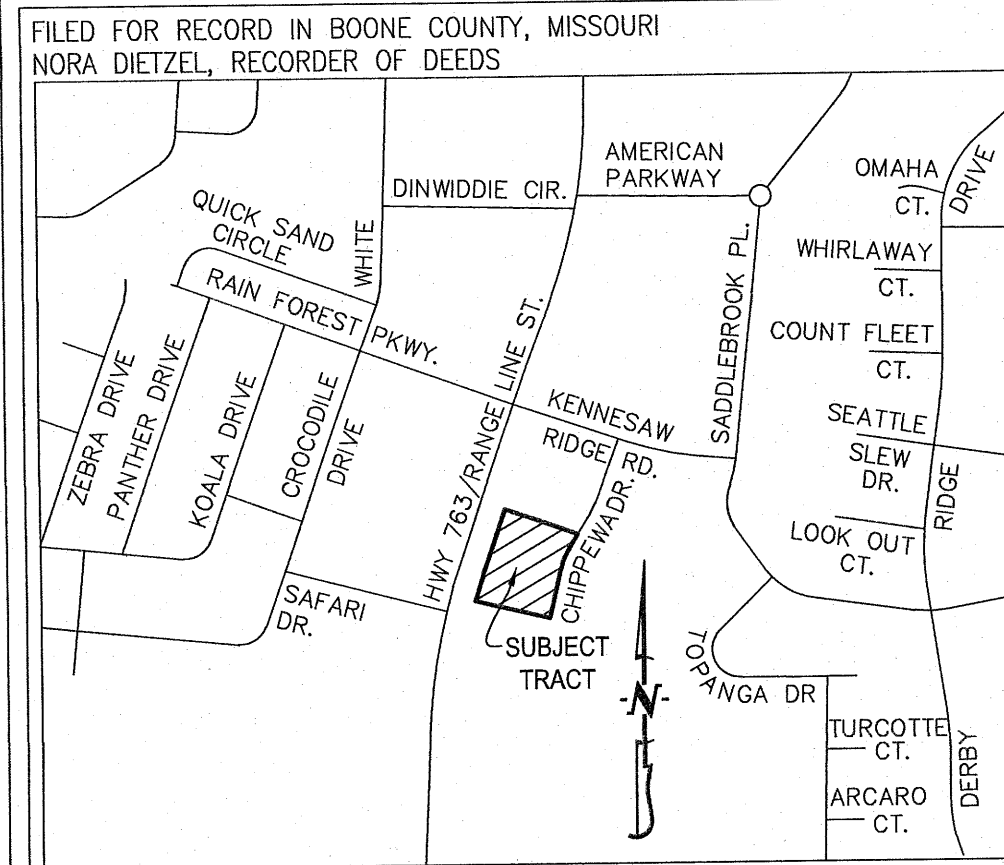 FILED FOR RECORD IN BOONE COUNTY, MISSOURI
NORA DIETZEL, RECORDER OF DEEDS
AMERICAN
PARKWAY
OMAHA
CT.
DRIVE
DINWIDDIE CIR.
QUICK SAND
CIRCLE
WHITE
SADDLEBROOK PL.
WHIRLAWAY
CT.
RAIN FOREST PKWY.
LINE ST.
COUNT FLEET
CT.
ZEBRA DRIVE
PANTHER DRIVE
KOALA DRIVE
CROCODILE
DRIVE
HWY 763/RANGE
KENNESAW
RIDGE RD.
SEATTLE
SLEW
DR.
RIDGE
CHIPPEWA DR.
LOOK OUT
CT.
SAFARI
DR.
SUBJECT
TRACT
-N-
TOPANGA DR
TURCOTTE
CT.
DERBY
ARCARO
CT.